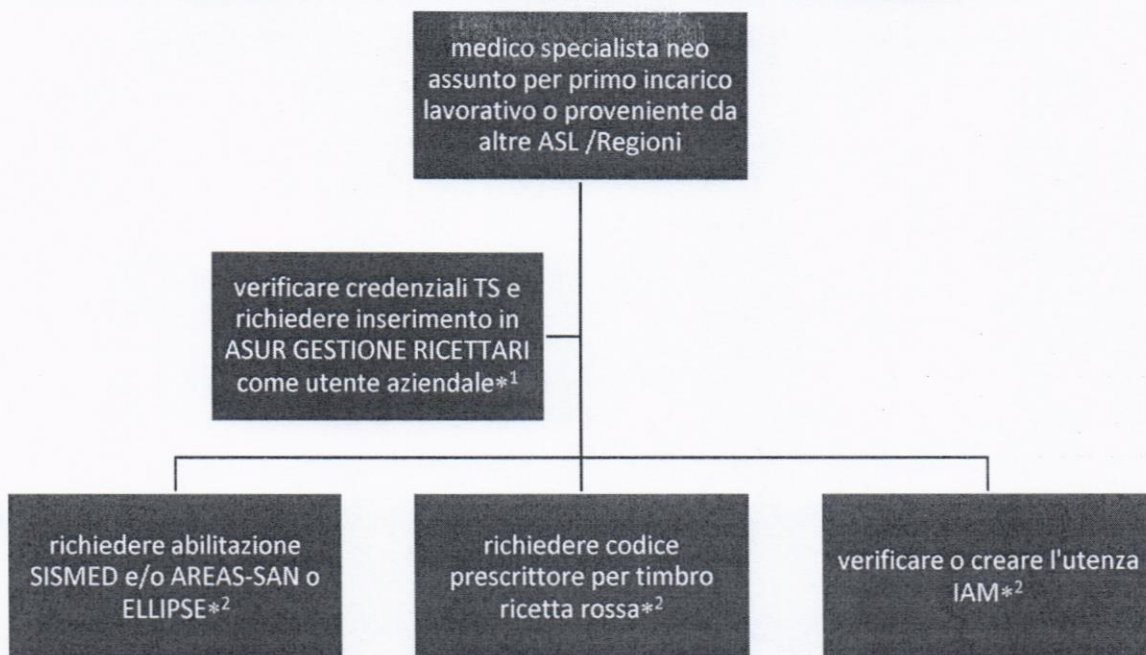 medico specialista neo
assunto per primo incarico
lavorativo o proveniente da
altre ASL /Regioni
verificare credenziali TS e
richiedere inserimento in
ASUR GESTIONE RICETTARI
come utente aziendale*¹
richiedere abilitazione
SISMED e/o AREAS-SAN o
ELLIPSE*²
richiedere codice
prescrittore per timbro
ricetta rossa*²
verificare o creare l'utenza
IAM*²